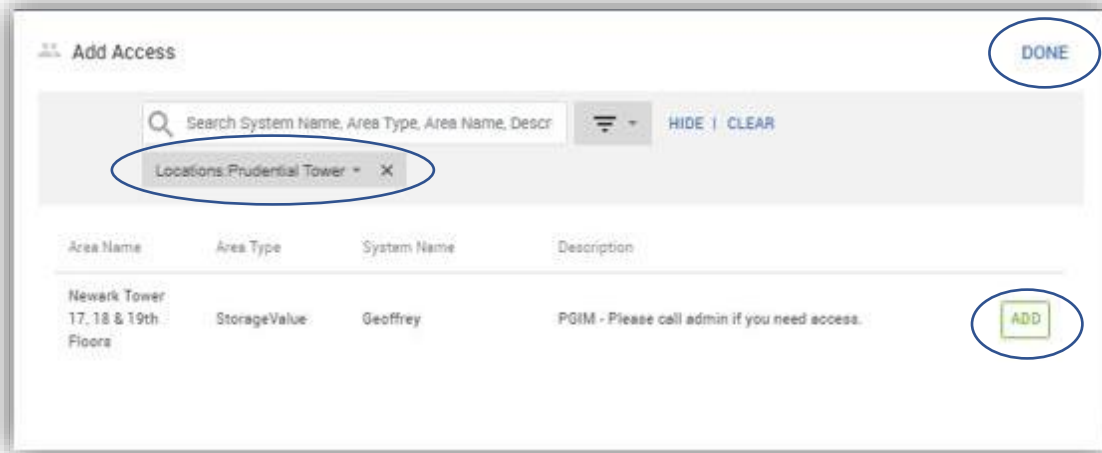 Add Access
DONE
Search System Name, Area Type, Area Name, Descr
HIDE | CLEAR
Locations:Prudential Tower
Area Name Area Type System Name Description
Newark Tower
17, 18 & 19th
Floors
StorageValue
Geoffrey
PGIM - Please call admin if you need access.
ADD